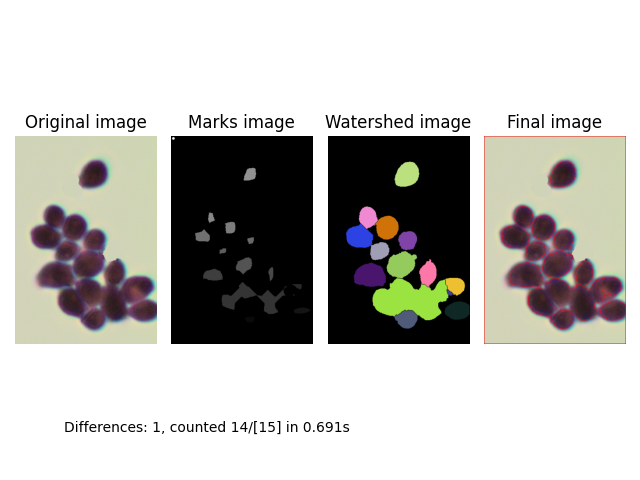 Original image
Marks image
Watershed image
Final image
Differences: 1, counted 14/[15] in 0.691s